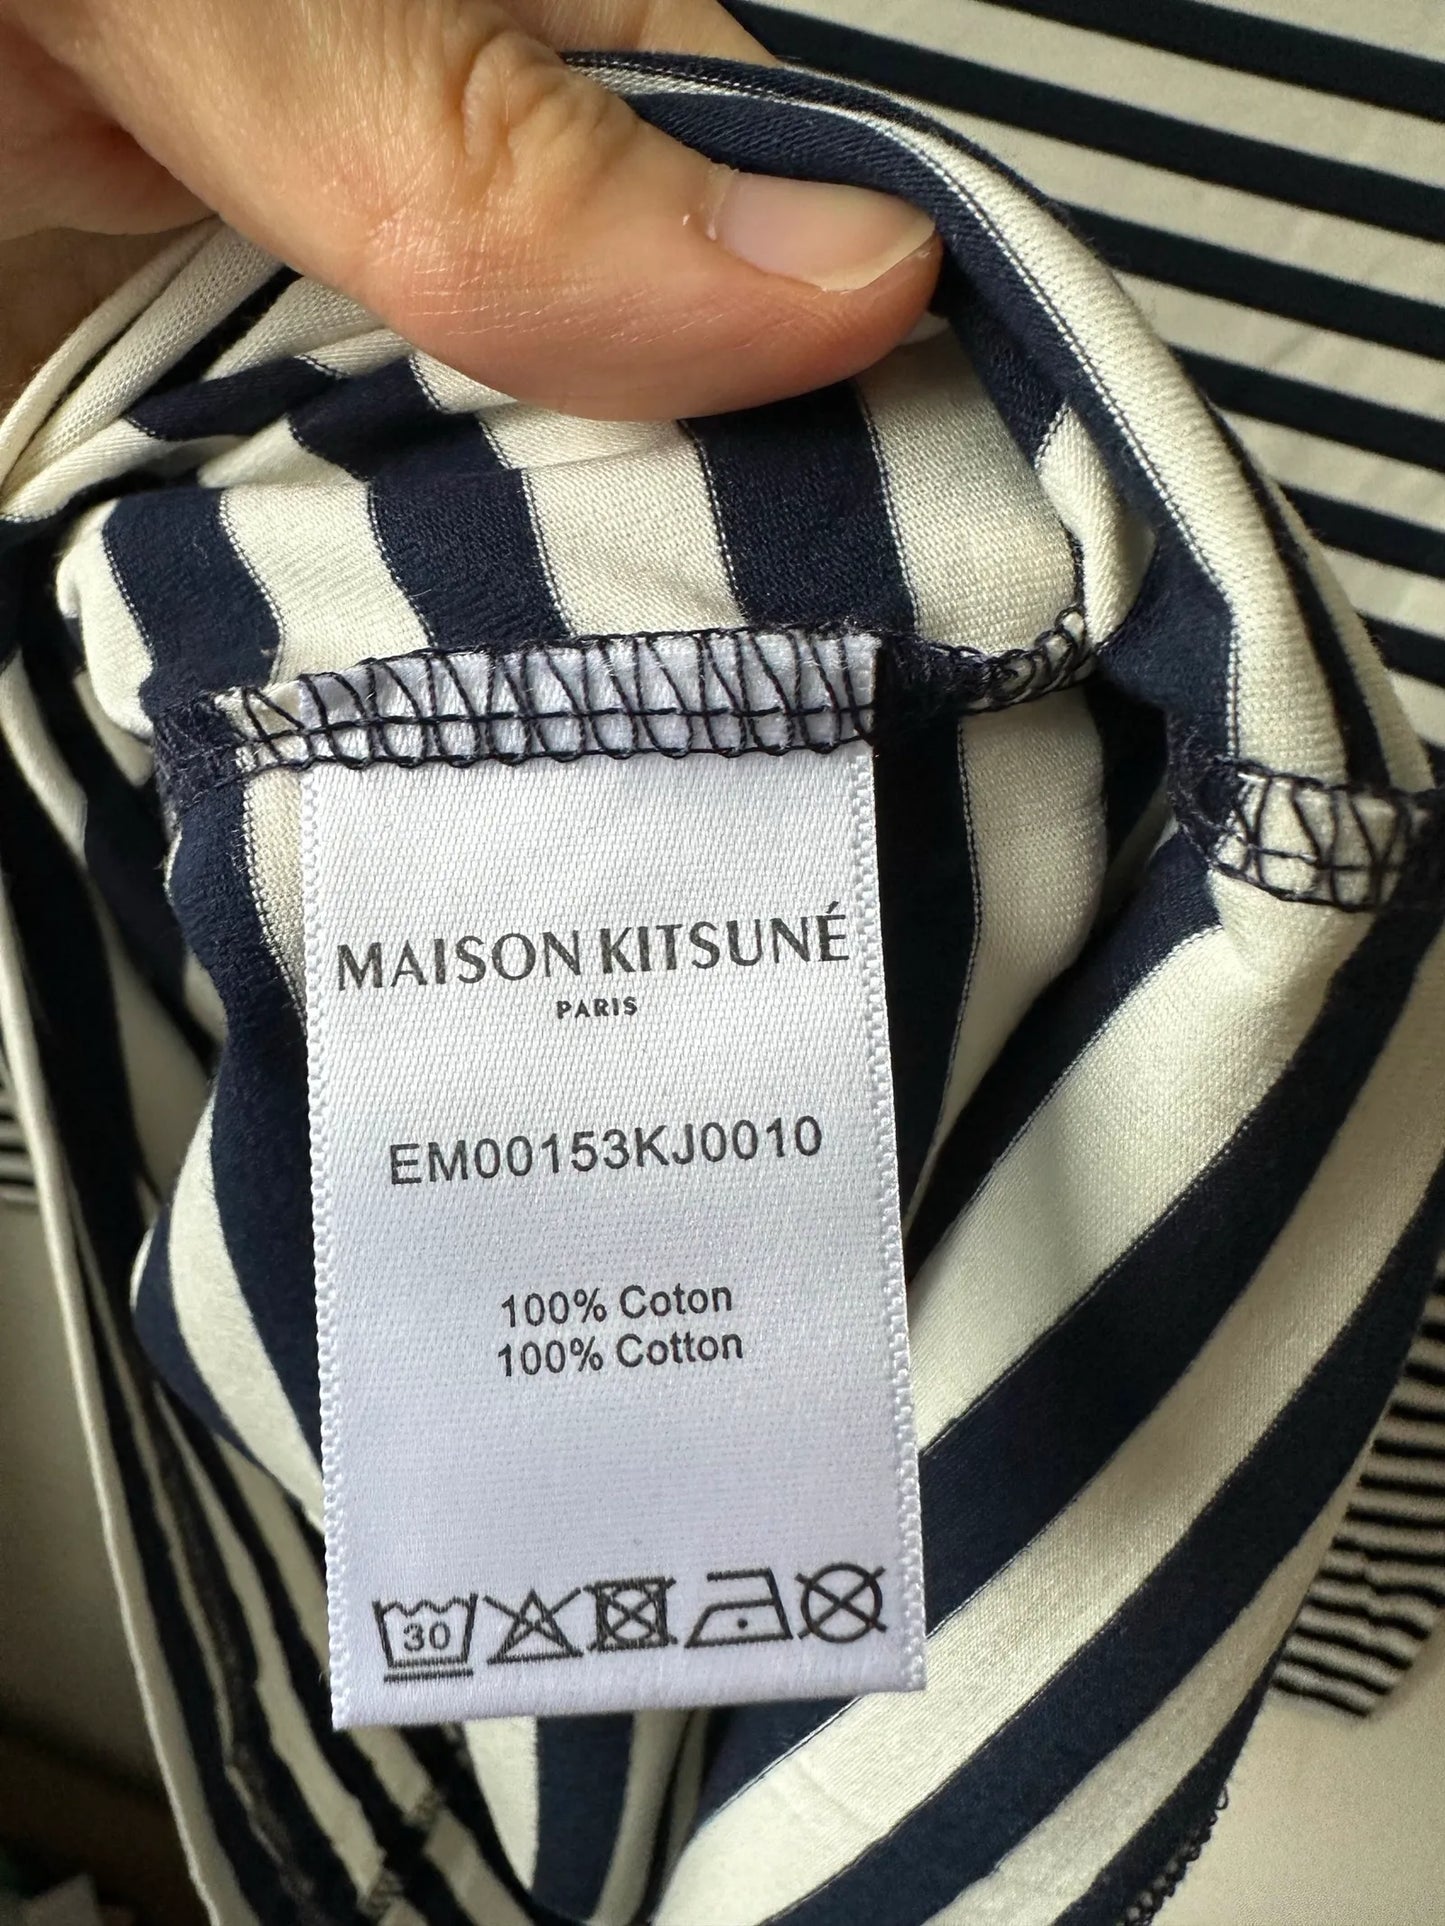 MAISON KITSUNÉ
PARIS
EM00153KJ0010
100% Coton
100% Cotton
30